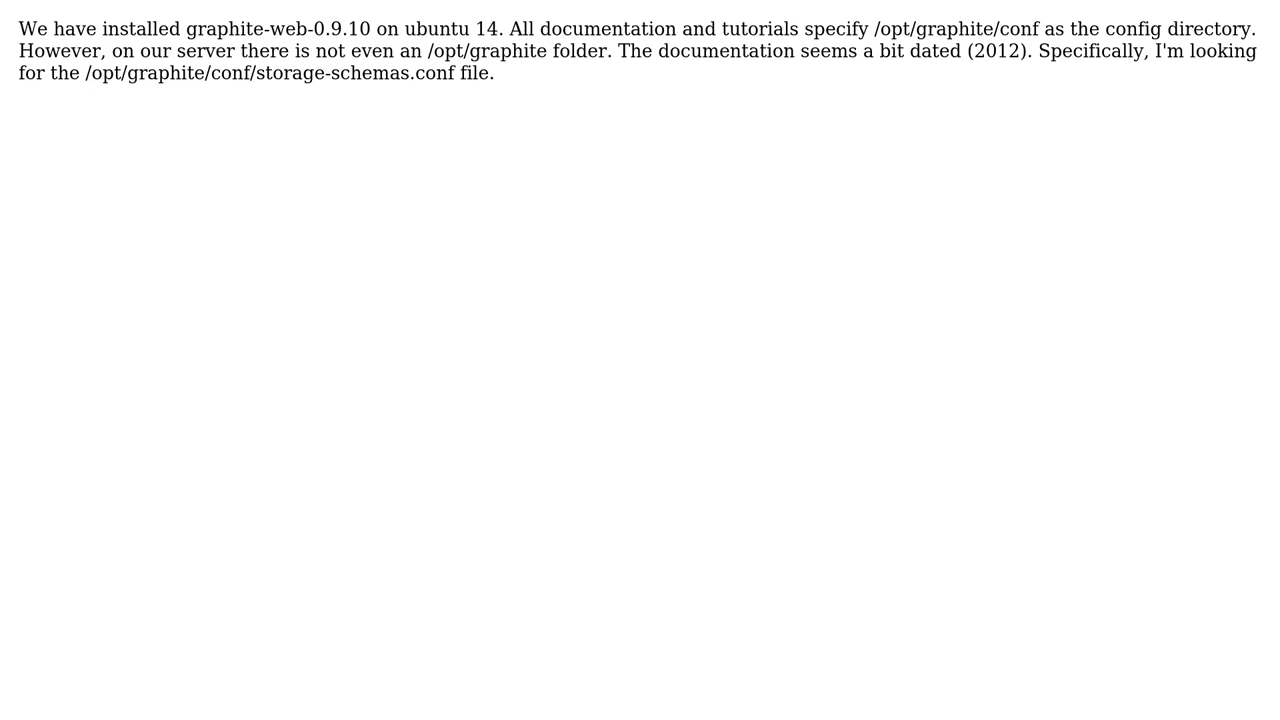 We have installed graphite-web-0.9.10 on ubuntu 14. All documentation and tutorials specify /opt/graphite/conf as the config directory.
However, on our server there is not even an /opt/graphite folder. The documentation seems a bit dated (2012). Specifically, I'm looking
for the /opt/graphite/conf/storage-schemas.conf file.